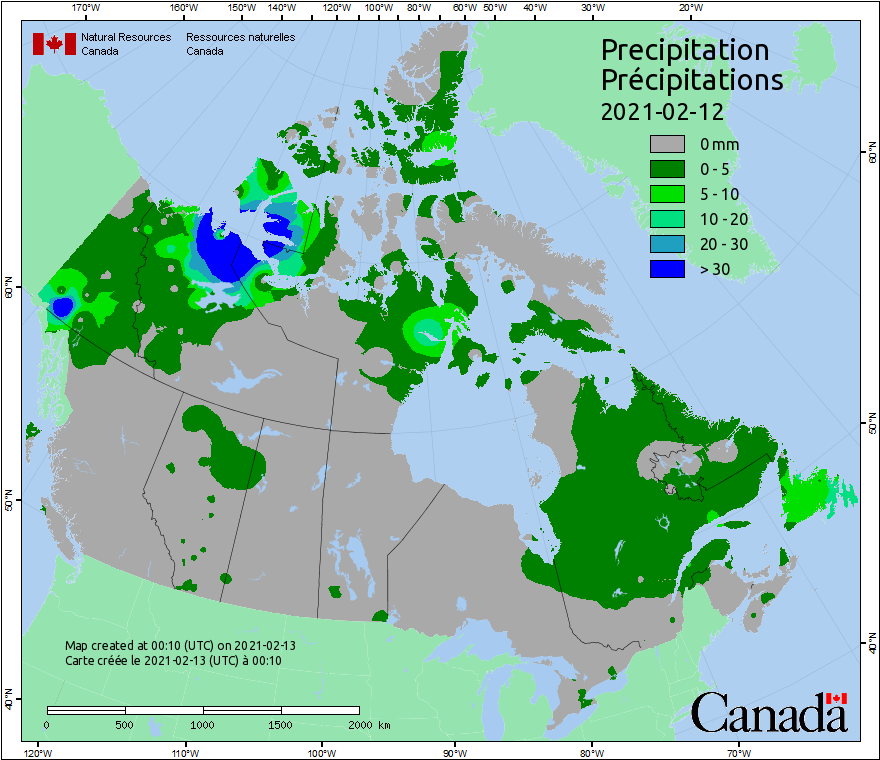 170°W 160°W 150°W 140°W 130°W 120°W 110°W 100°W 90°W 80°W 70°W 60°W 50°W 40°W 30°W 20°W
Natural Resources Ressources naturelles
Canada Canada
Precipitation
Précipitations
2021-02-12
0 mm
0 - 5
5 - 10
10 - 20
20 - 30
> 30
60°N
60°N
50°N
50°N
40°N
40°N
Map created at 00:10 (UTC) on 2021-02-13
Carte créée le 2021-02-13 (UTC) à 00:10
0 500 1000 1500 2000 km
Canada
120°W 110°W 100°W 90°W 80°W 70°W